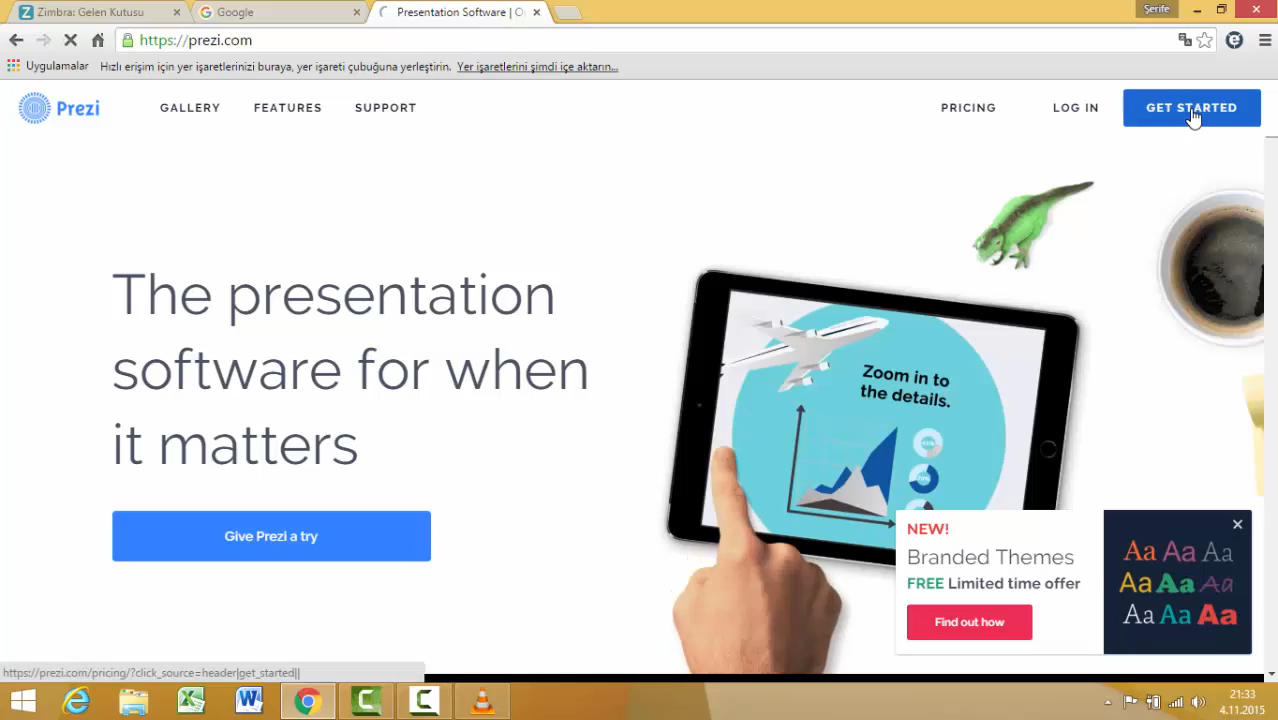 Zimbra: Gelen Kutusu
Google
Presentation Software | O
Şerife
https://prezi.com
Uygulamalar
Hızlı erişim için yer işaretlerinizi buraya, yer işareti çubuğuna yerleştirin.
Yer işaretlerini şimdi içe aktarın...
Prezi
GALLERY
FEATURES
SUPPORT
PRICING
LOG IN
GET STARTED
The presentation
software for when
it matters
Give Prezi a try
Zoom in to
the details.
NEW!
Branded Themes
FREE Limited time offer
Find out how
Aa Aa Aa
Aa Aa Aa
Aa Aa Aa
https://prezi.com/pricing/?click_source=header|get_started||
21:33
4.11.2015